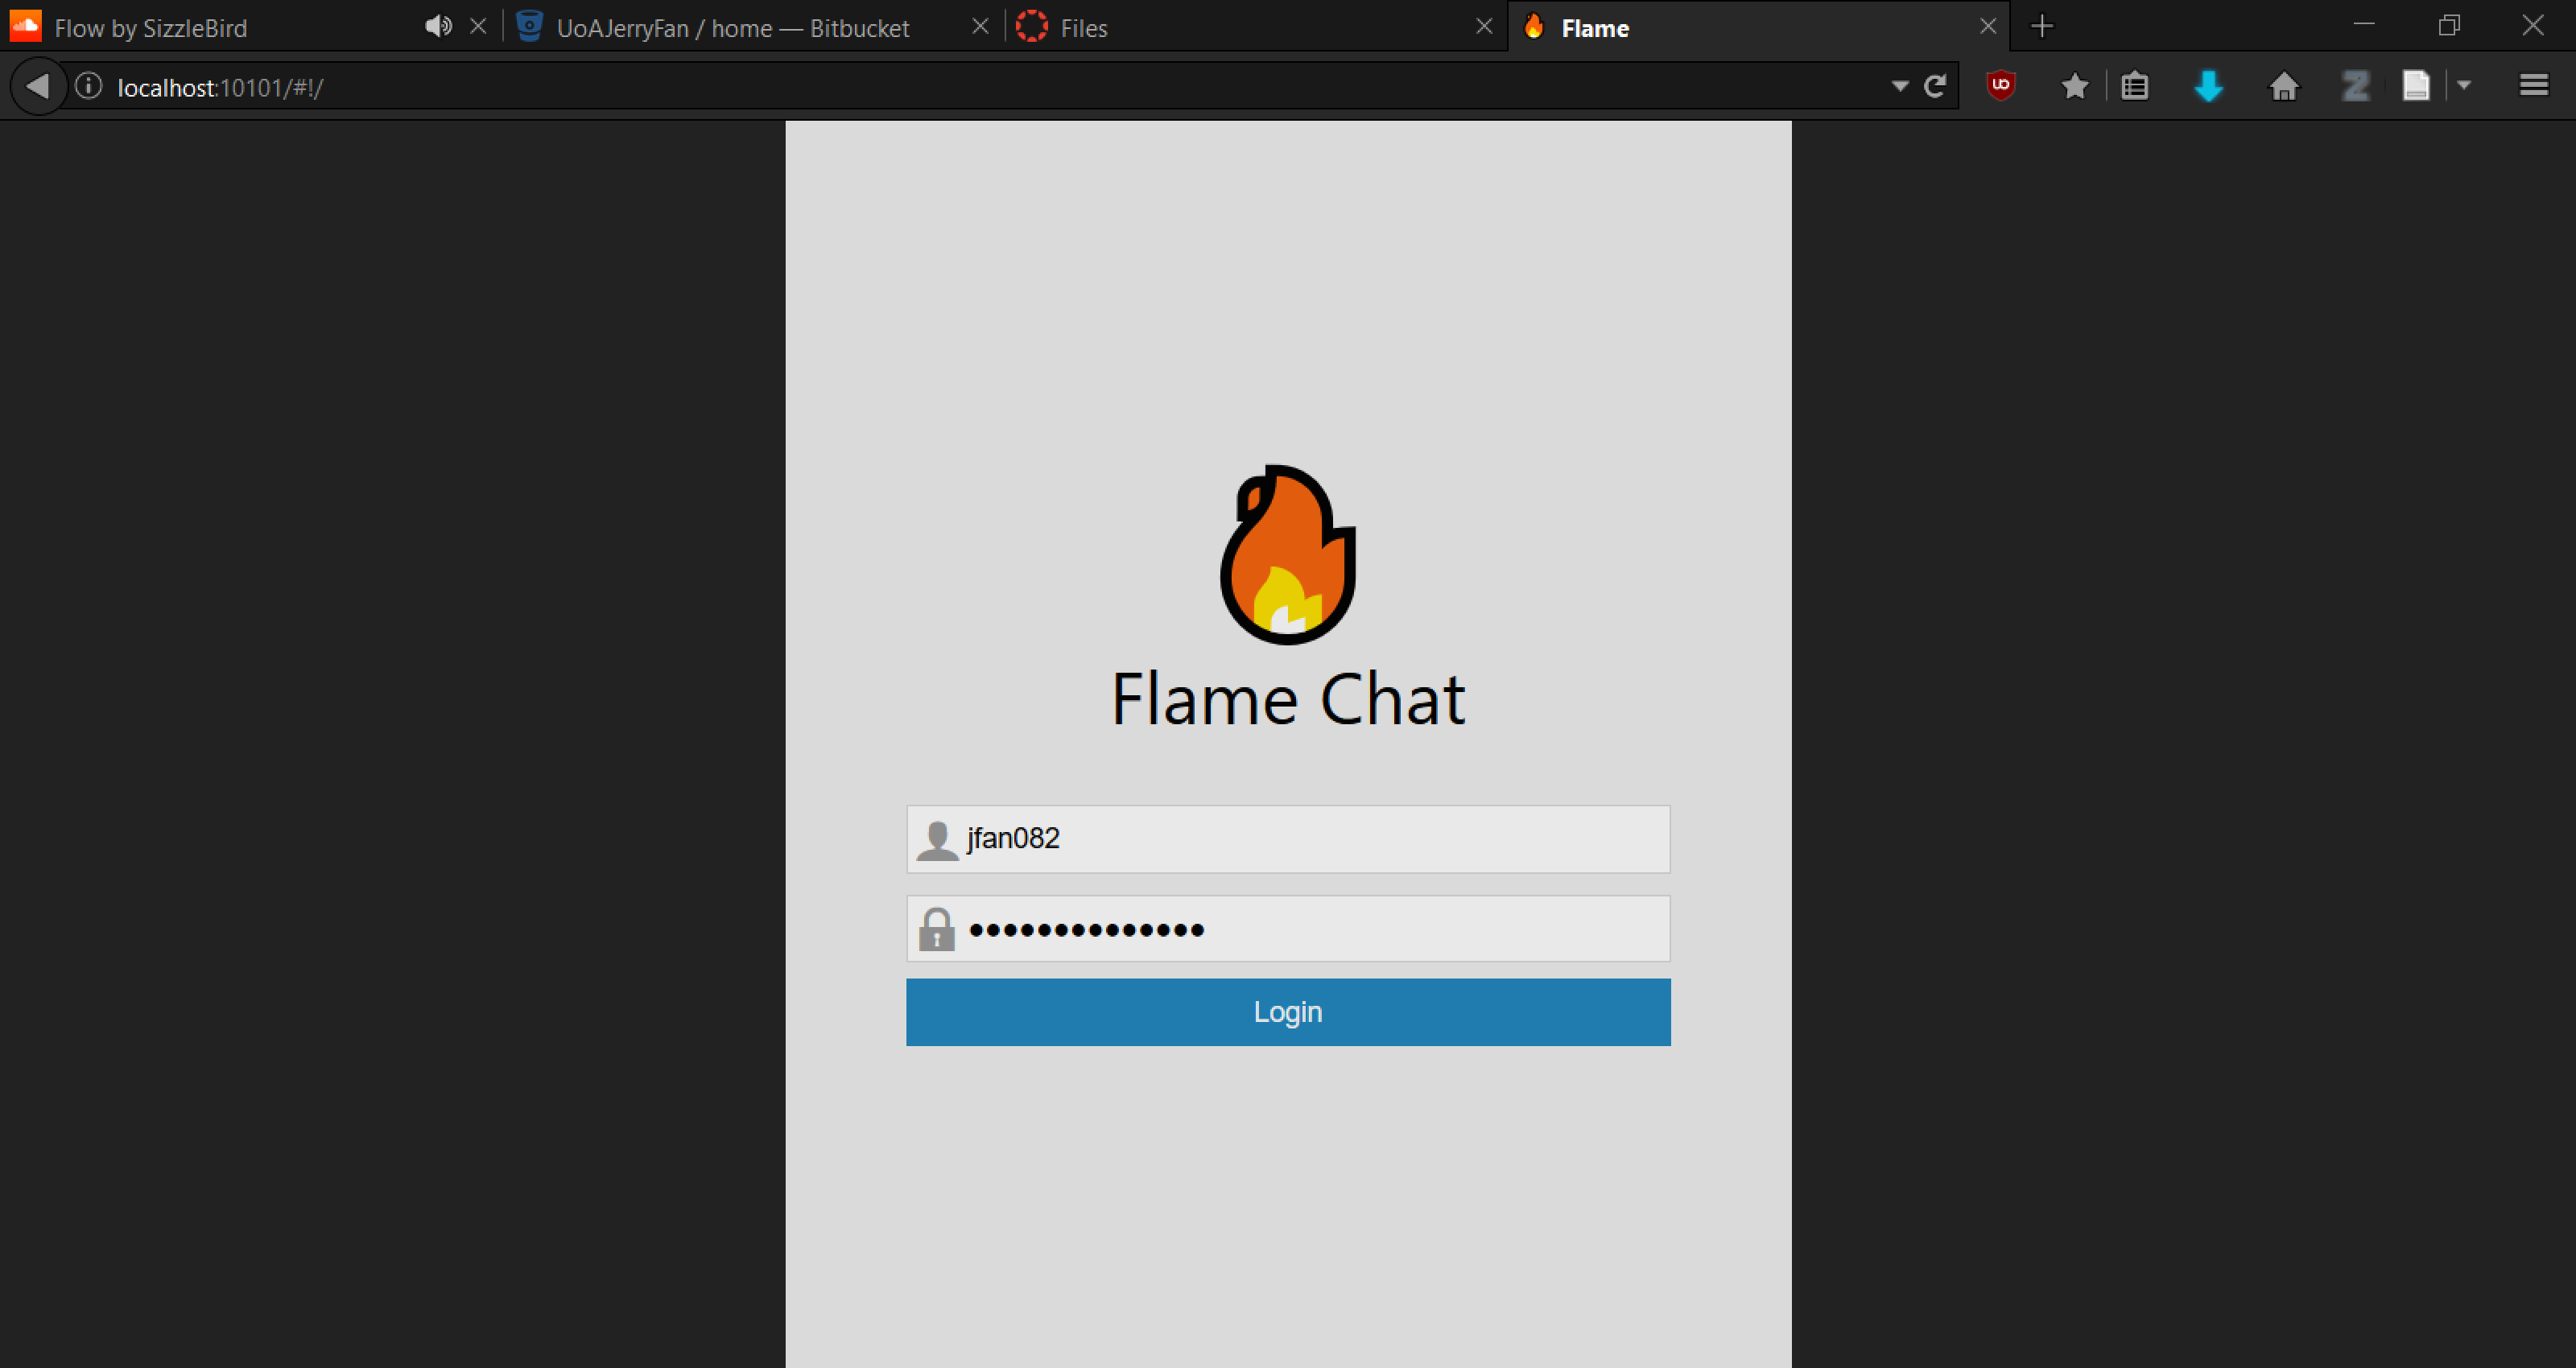 Flow by SizzleBird
UoAJerryFan / home — Bitbucket
Files
Flame
localhost:10101/#!/
Flame Chat
jfan082
••••••••••••••
Login